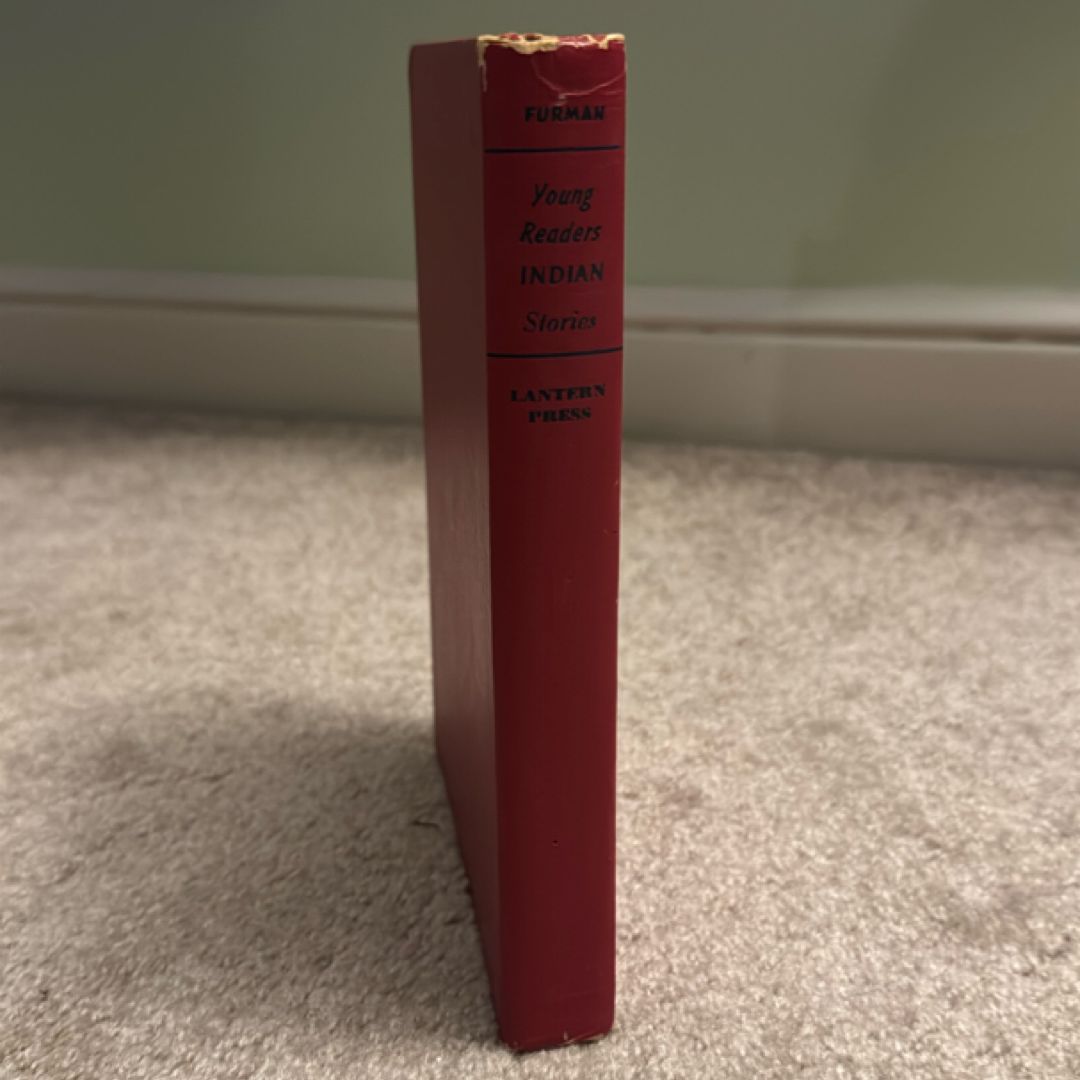 FURMAN
Young
Readers
INDIAN
Stories
LANTERN
PRESS